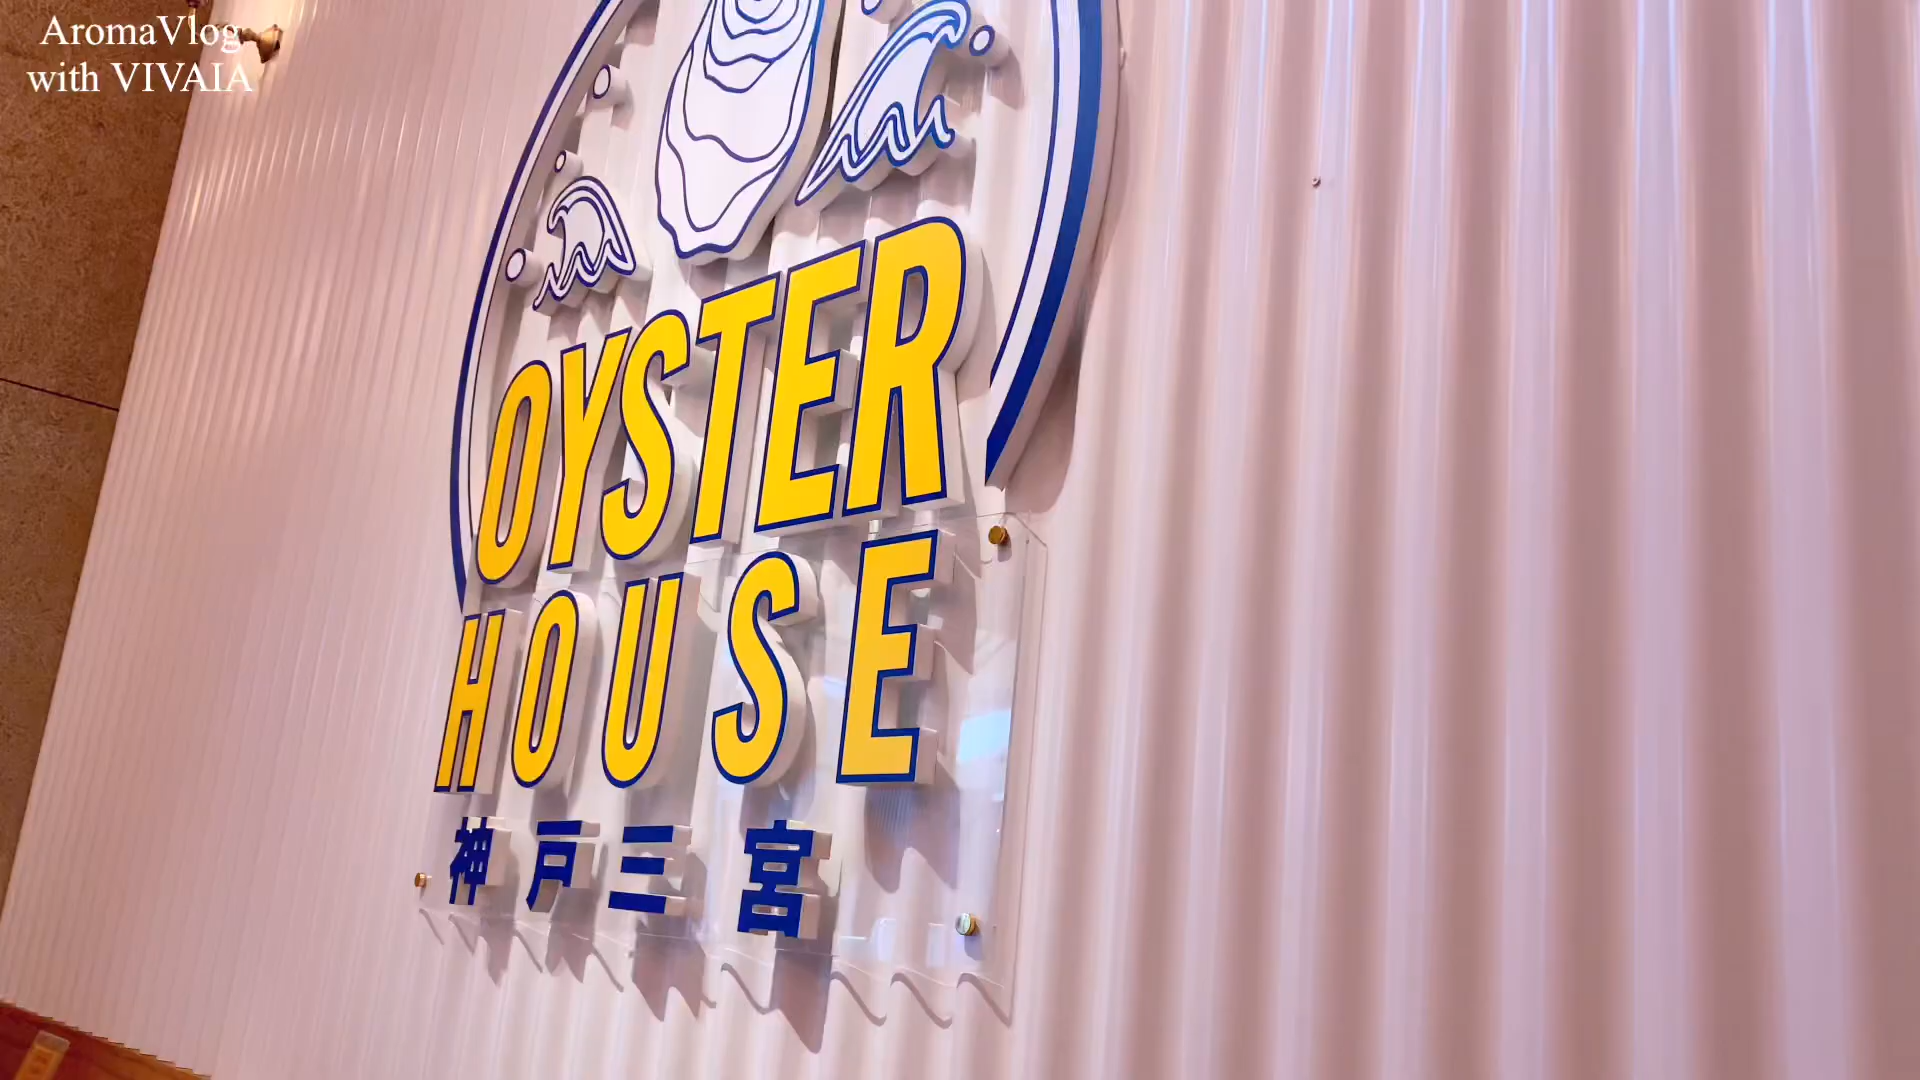 AromaVlog
with VIVAIA
OYSTER
HOUSE
神戸三宮